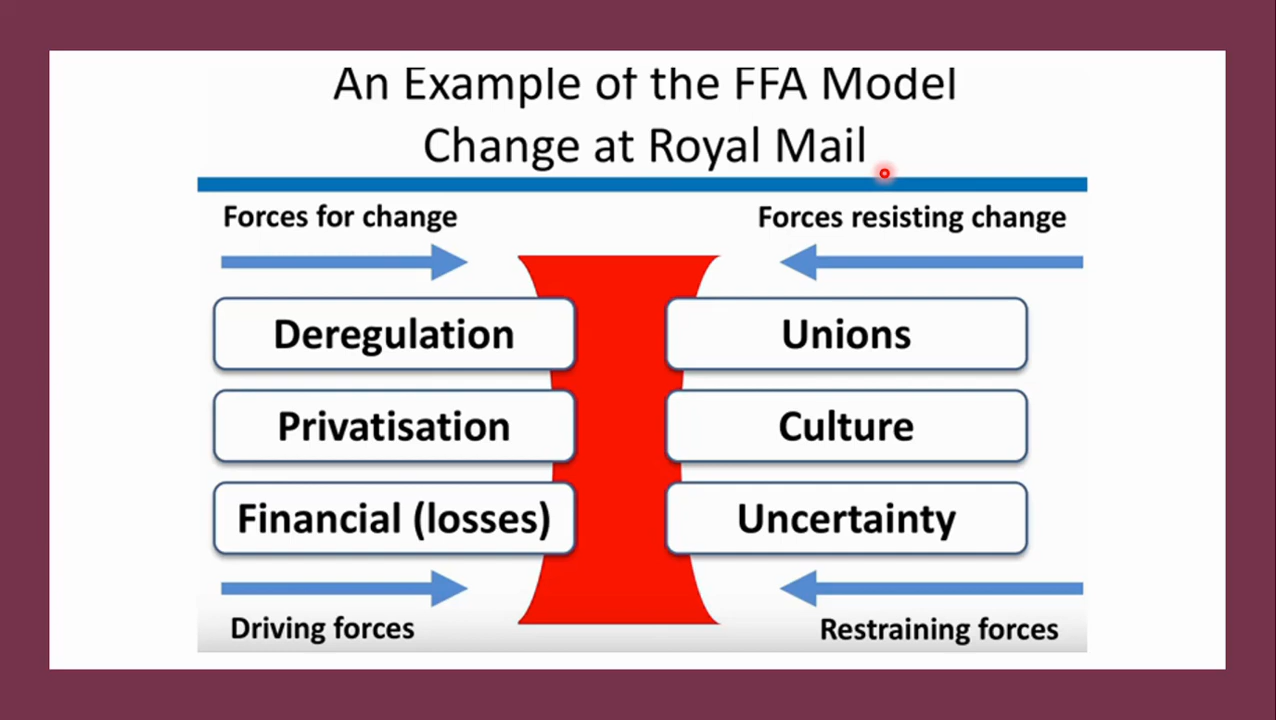 An Example of the FFA Model
Change at Royal Mail
Forces for change
Forces resisting change
Deregulation
Unions
Privatisation
Culture
Financial (losses)
Uncertainty
Driving forces
Restraining forces